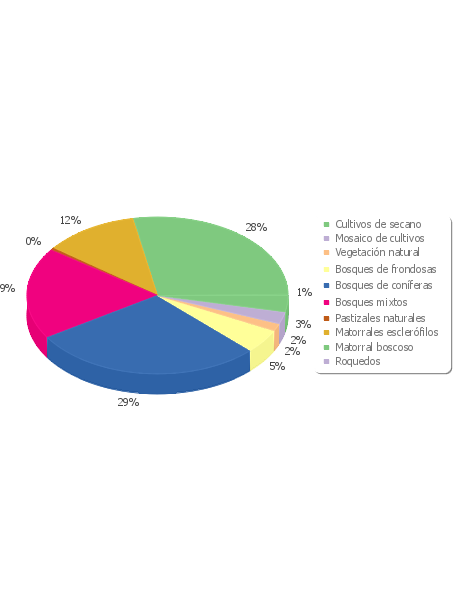 12%
28%
0%
9%
1%
3%
2%
2%
5%
29%
Cultivos de secano
Mosaico de cultivos
Vegetación natural
Bosques de frondosas
Bosques de coníferas
Bosques mixtos
Pastizales naturales
Matorrales esclerófilos
Matorral boscoso
Roquedos